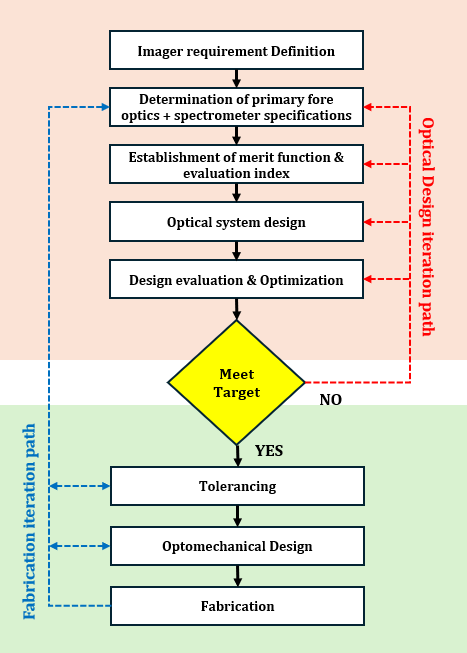 Imager requirement Definition
Determination of primary fore
optics + spectrometer specifications
Establishment of merit function &
evaluation index
Optical system design
Design evaluation & Optimization
Meet
Target
NO
YES
Tolerancing
Optomechanical Design
Fabrication
Optical Design iteration path
Fabrication iteration path